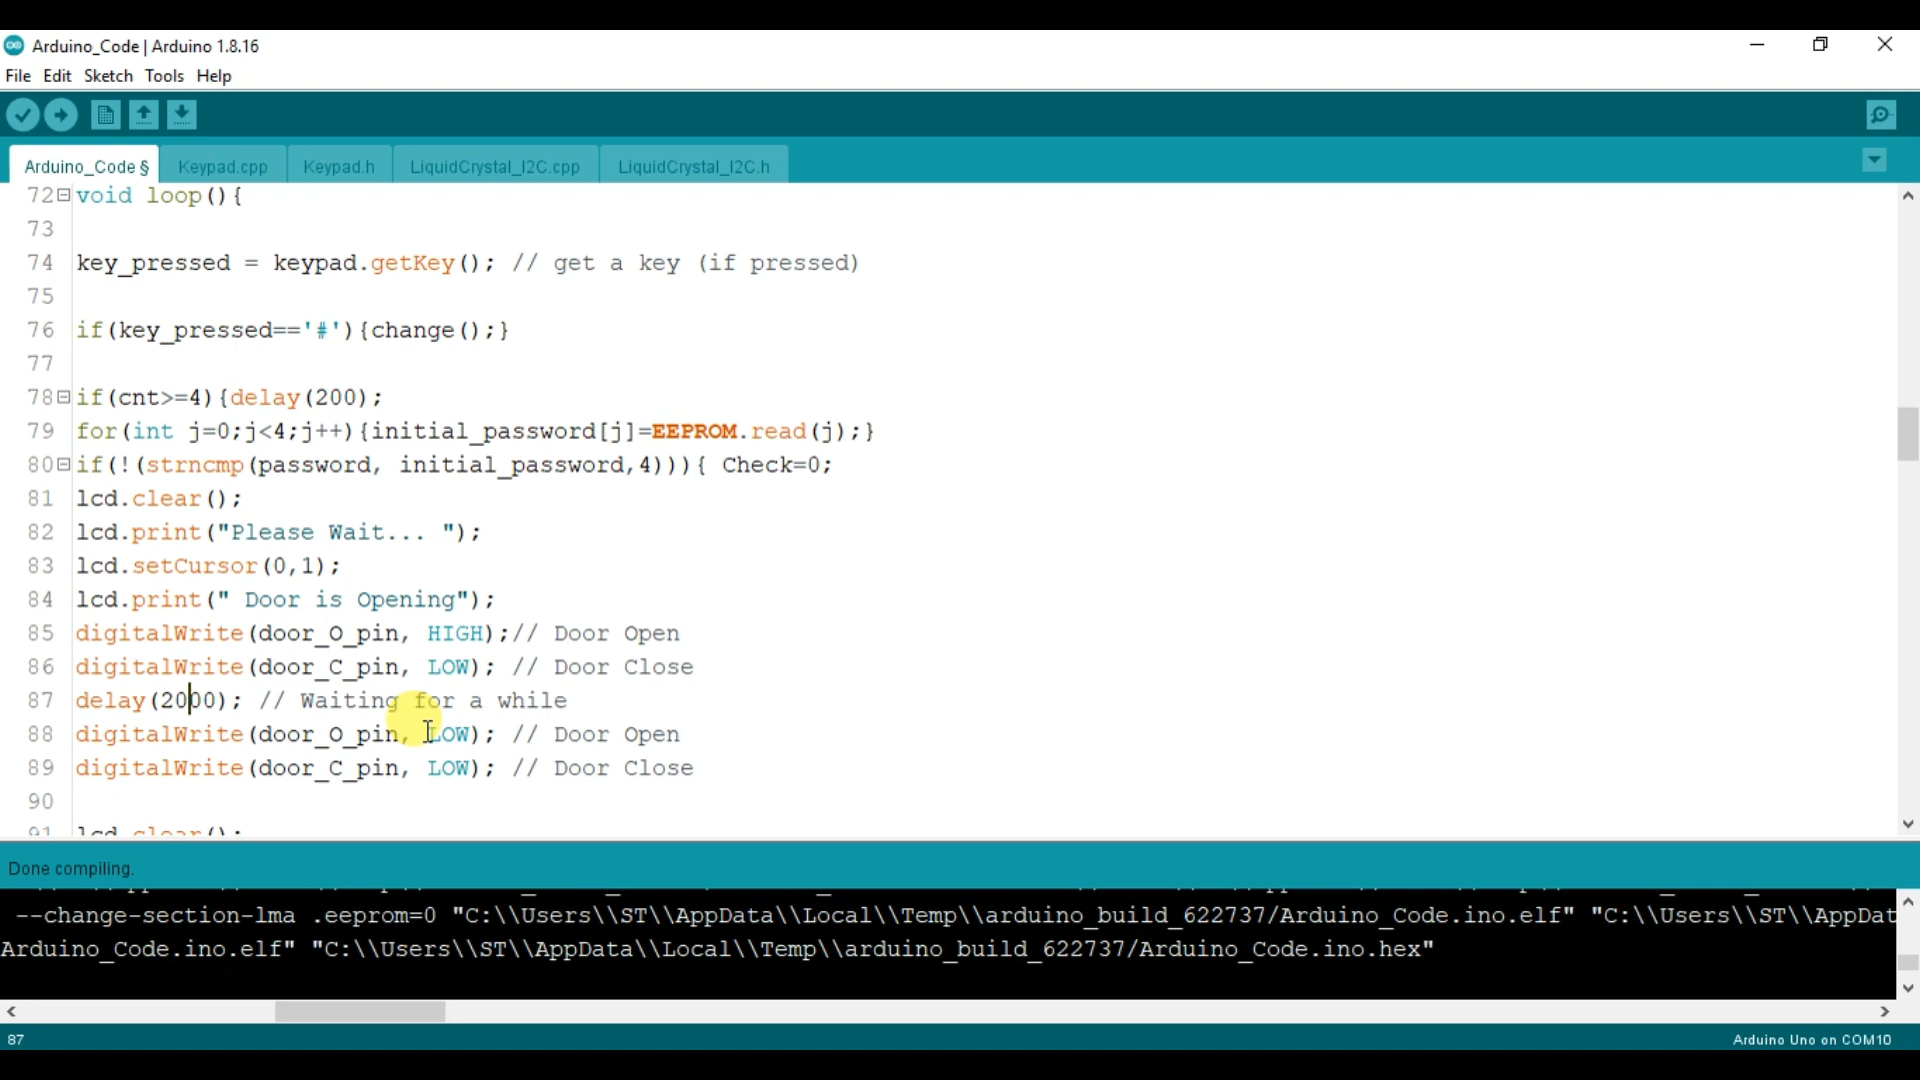 Arduino_Code | Arduino 1.8.16
File Edit Sketch Tools Help
Arduino_Code § Keypad.cpp Keypad.h LiquidCrystal_I2C.cpp LiquidCrystal_I2C.h
72 void loop(){
73
74 key_pressed = keypad.getKey(); // get a key (if pressed)
75
76 if(key_pressed=='#'){change();}
77
78 if(cnt>=4){delay(200);
79 for(int j=0;j<4;j++){initial_password[j]=EEPROM.read(j);}
80 if(!(strncmp(password, initial_password,4))){ Check=0;
81 lcd.clear();
82 lcd.print("Please Wait... ");
83 lcd.setCursor(0,1);
84 lcd.print(" Door is Opening");
85 digitalWrite(door_O_pin, HIGH);// Door Open
86 digitalWrite(door_C_pin, LOW); // Door Close
87 delay(2000); // Waiting for a while
88 digitalWrite(door_O_pin, LOW); // Door Open
89 digitalWrite(door_C_pin, LOW); // Door Close
90
91 lcd.clear();
Done compiling.
--change-section-lma .eeprom=0 "C:\\Users\\ST\\AppData\\Local\\Temp\\arduino_build_622737/Arduino_Code.ino.elf" "C:\\Users\\ST\\AppDat
Arduino_Code.ino.elf" "C:\\Users\\ST\\AppData\\Local\\Temp\\arduino_build_622737/Arduino_Code.ino.hex"
87 Arduino Uno on COM10